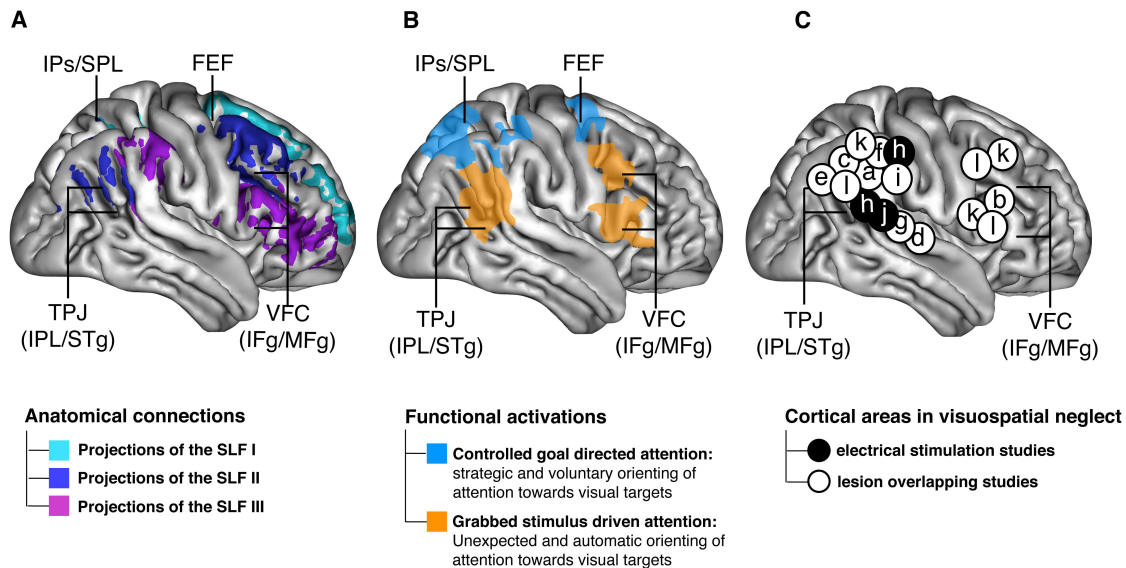 A
B
C
IPs/SPL
FEF
TPJ
(IPL/STg)
VFC
(IFg/MFg)
IPs/SPL
FEF
TPJ
(IPL/STg)
VFC
(IFg/MFg)
k
f
h
c
a
i
e
l
h
j
g
d
l
k
b
k
l
TPJ
(IPL/STg)
VFC
(IFg/MFg)
Anatomical connections
Projections of the SLF I
Projections of the SLF II
Projections of the SLF III
Functional activations
Controlled goal directed attention:
strategic and voluntary orienting of
attention towards visual targets
Grabbed stimulus driven attention:
Unexpected and automatic orienting of
attention towards visual targets
Cortical areas in visuospatial neglect
electrical stimulation studies
lesion overlapping studies